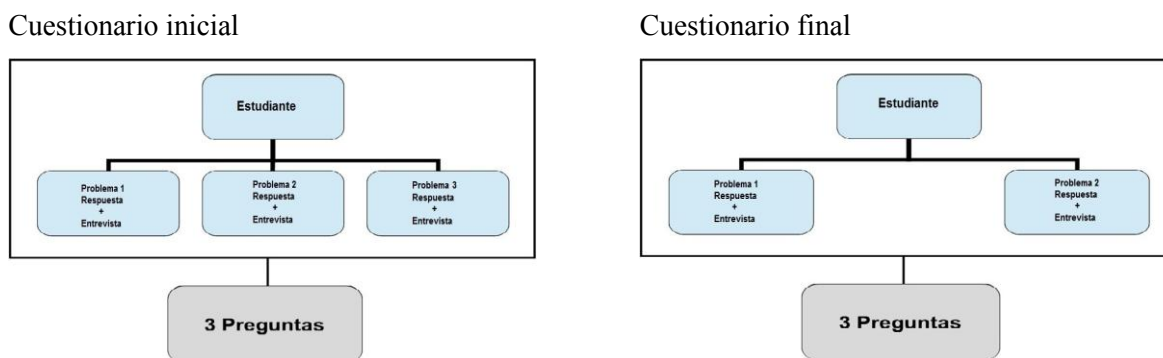 Cuestionario inicial
Estudiante
Problema 1
Respuesta
+
Entrevista
Problema 2
Respuesta
+
Entrevista
Problema 3
Respuesta
+
Entrevista
3 Preguntas
Cuestionario final
Estudiante
Problema 1
Respuesta
+
Entrevista
Problema 2
Respuesta
+
Entrevista
3 Preguntas